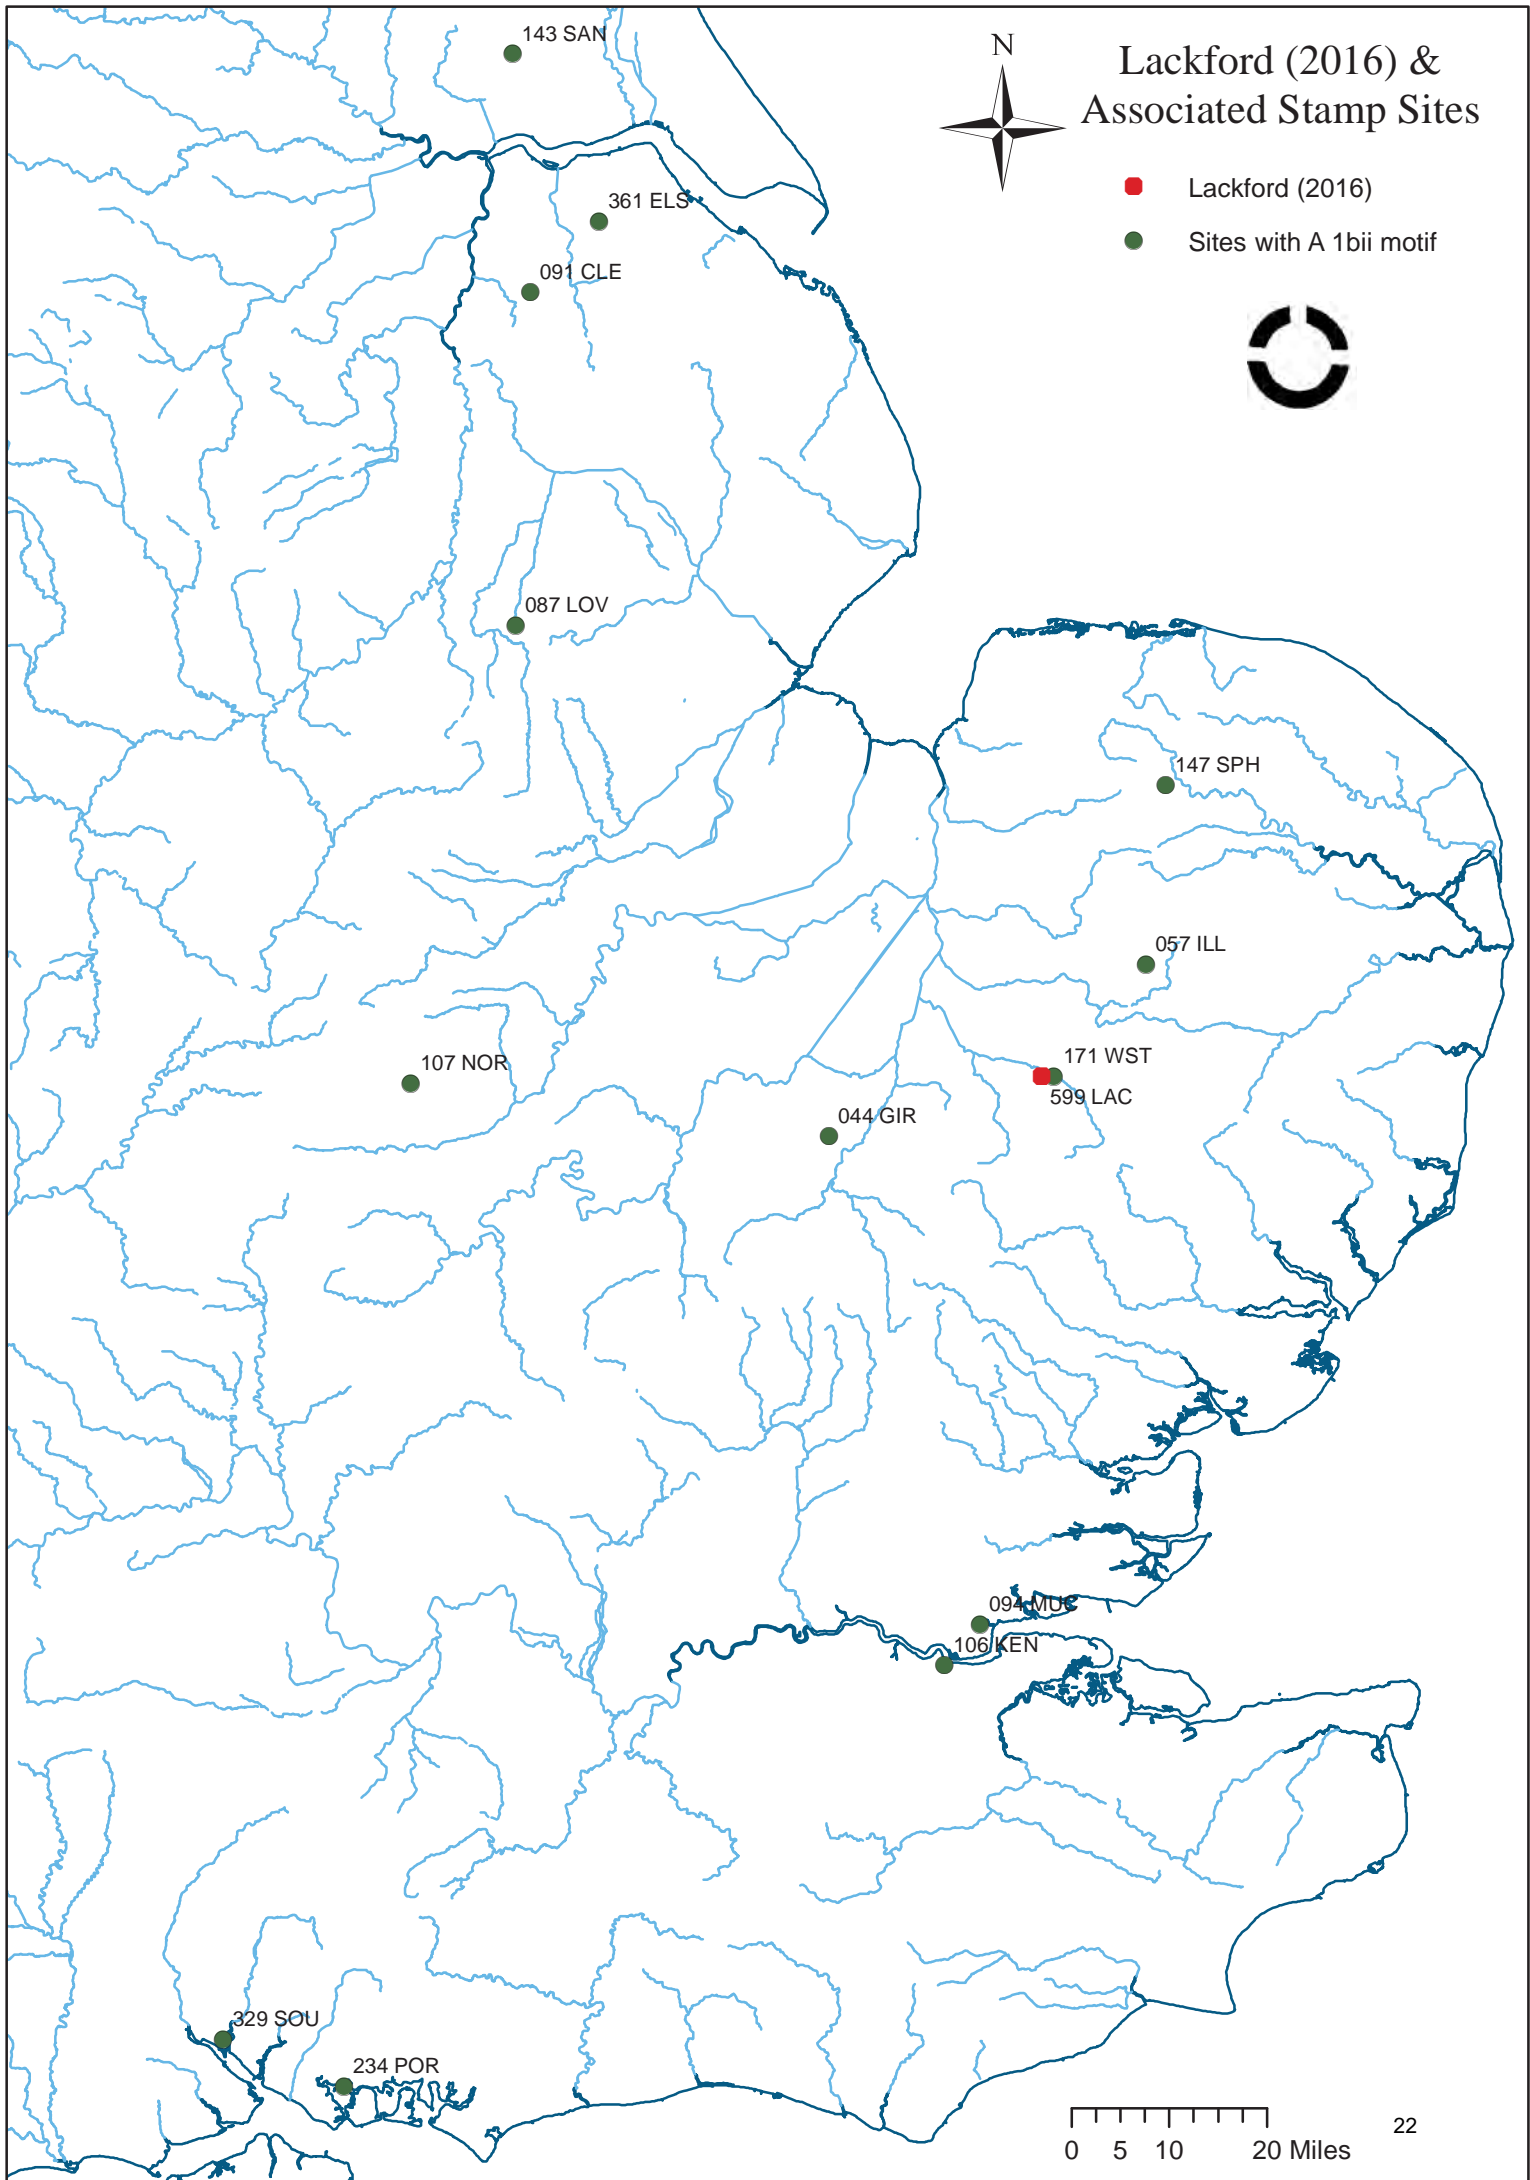 143 SAN
N
Lackford (2016) &
Associated Stamp Sites
Lackford (2016)
361 ELS
Sites with A 1bii motif
091 CLE
087 LOV
147 SPH
057 ILL
171 WST
107 NOR
599 LAC
044 GIR
094 MUC
106 KEN
329 SOU
234 POR
22
0 5 10 20 Miles